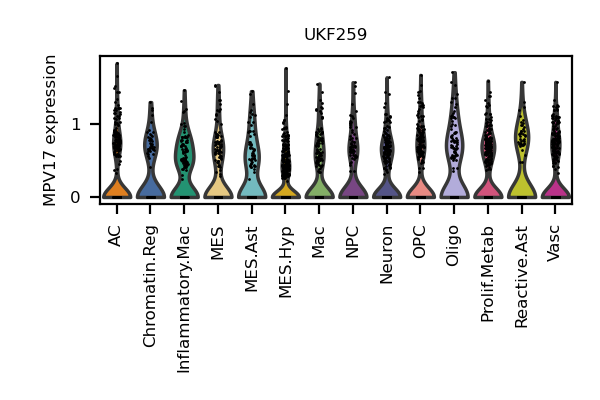 UKF259
MPV17 expression
1
0
AC
Chromatin.Reg
Inflammatory.Mac
MES
MES.Ast
MES.Hyp
Mac
NPC
Neuron
OPC
Oligo
Prolif.Metab
Reactive.Ast
Vasc